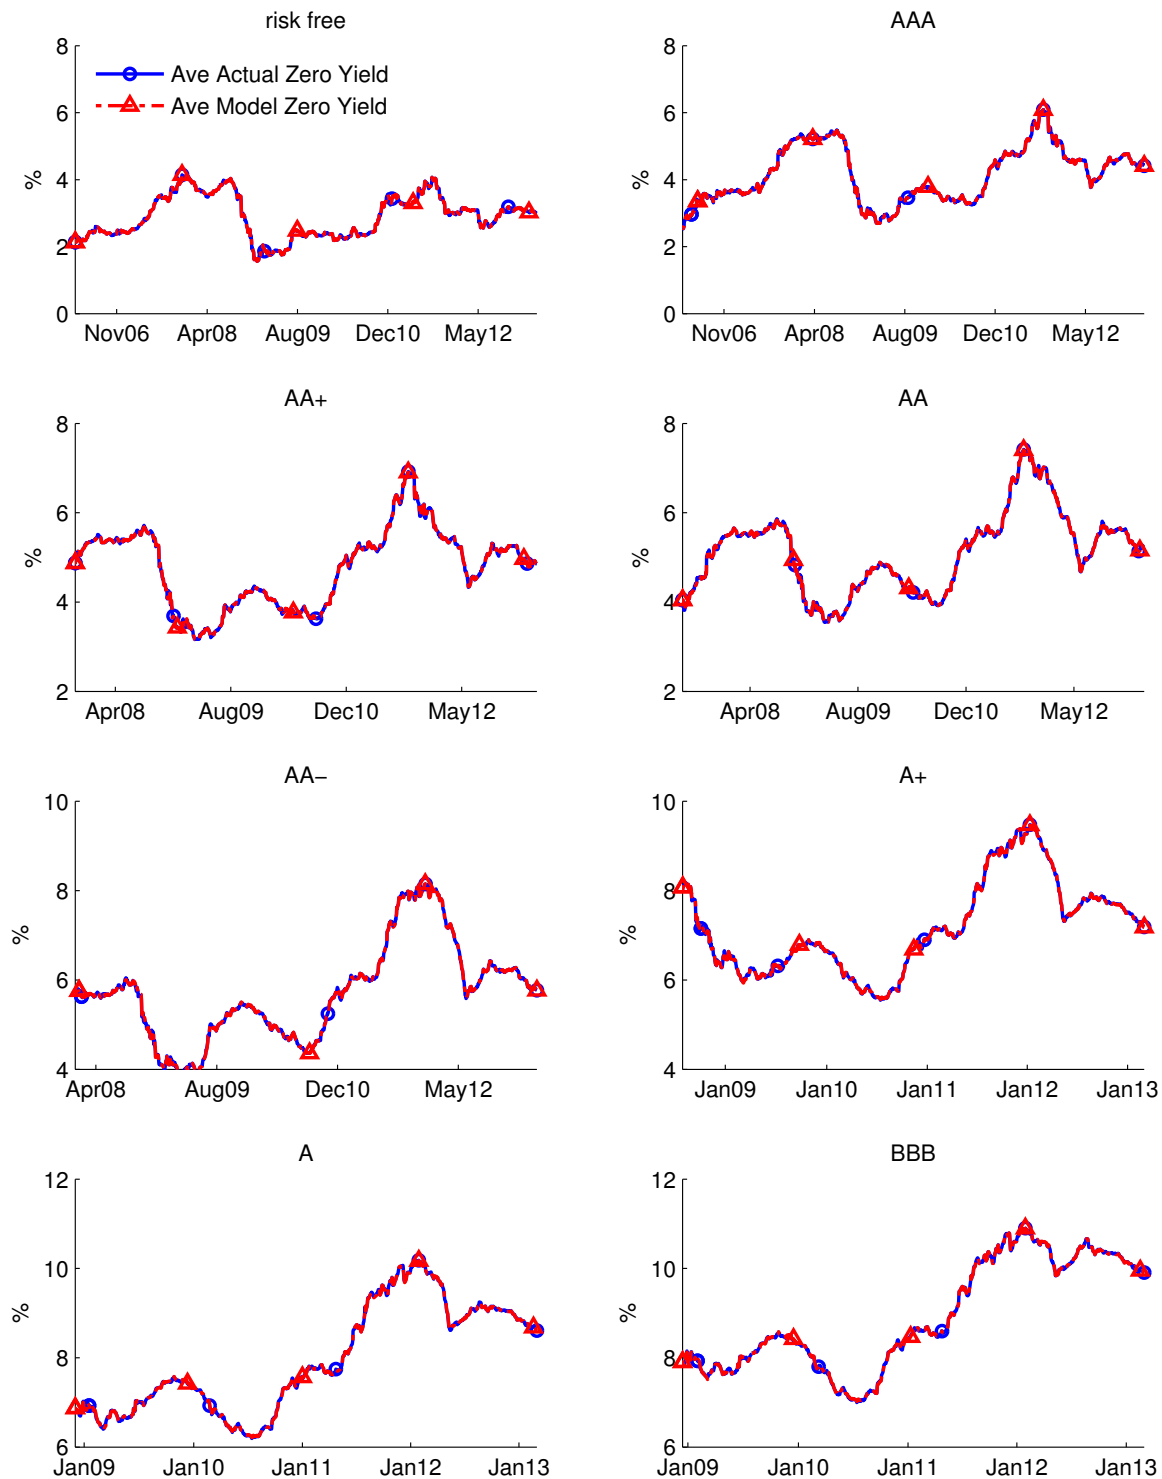 risk free
8
6
4
2
0
%
Ave Actual Zero Yield
Ave Model Zero Yield
Nov06 Apr08 Aug09 Dec10 May12
AAA
8
6
4
2
0
%
Nov06 Apr08 Aug09 Dec10 May12
AA+
8
6
4
2
%
Apr08 Aug09 Dec10 May12
AA
8
6
4
2
%
Apr08 Aug09 Dec10 May12
AA−
10
8
6
4
%
Apr08 Aug09 Dec10 May12
A+
10
8
6
4
%
Jan09 Jan10 Jan11 Jan12 Jan13
A
12
10
8
6
%
Jan09 Jan10 Jan11 Jan12 Jan13
BBB
12
10
8
6
%
Jan09 Jan10 Jan11 Jan12 Jan13